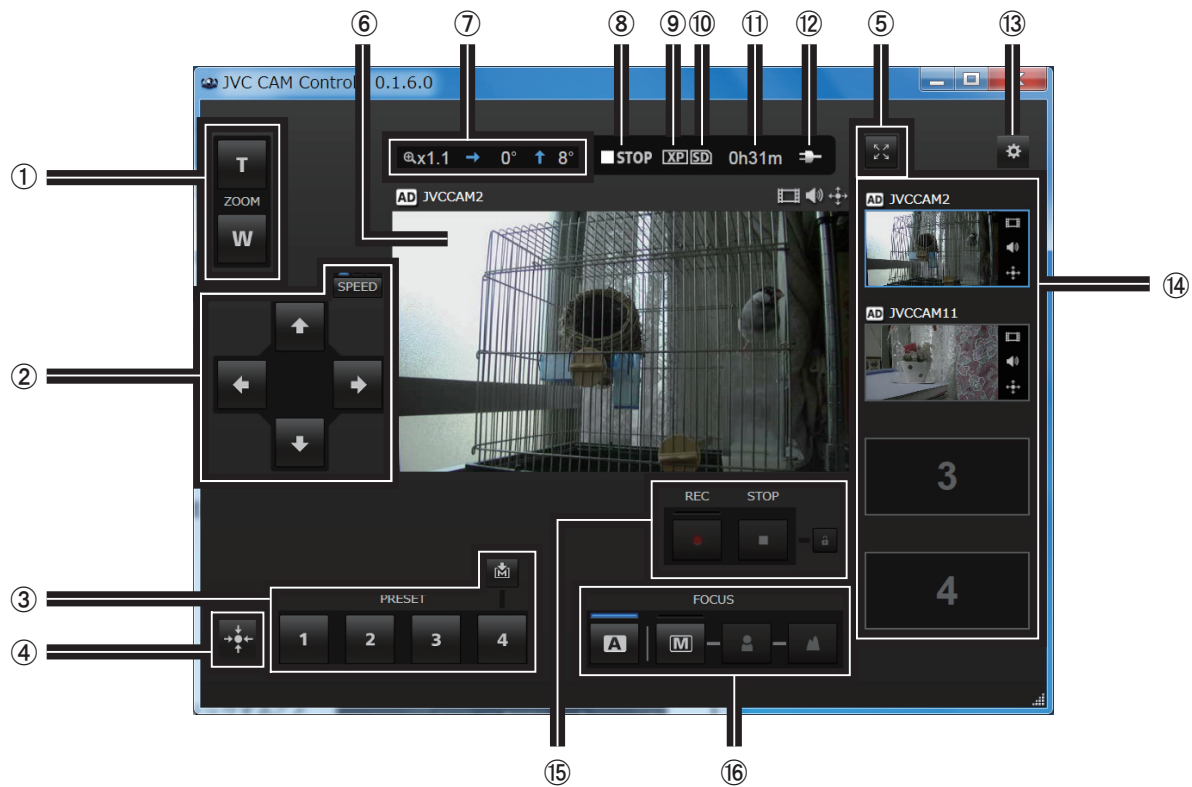 ⑥ ⑦ ⑧ ⑨ ⑩ ⑪ ⑫ ⑤ ⑬
JVC CAM Control 0.1.6.0
① T
ZOOM
W
x1.1 0° 8° STOP XP SD 0h31m
AD JVCCAM2
AD JVCCAM2
⑭
SPEED
②
AD JVCCAM11
3
4
REC STOP
③ PRESET M
1 2 3 4
④
FOCUS
A M
⑮ ⑯